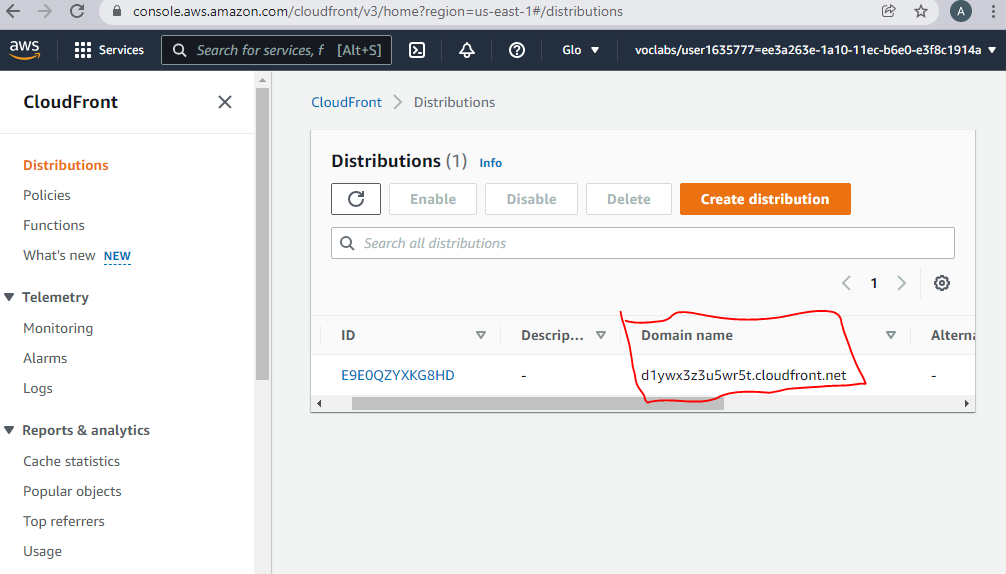 console.aws.amazon.com/cloudfront/v3/home?region=us-east-1#/distributions
A
aws Services Search for services, f [Alt+S] Glo voclabs/user1635777=ee3a263e-1a10-11ec-b6e0-e3f8c1914a
CloudFront
Distributions
Policies
Functions
What's new NEW
Telemetry
Monitoring
Alarms
Logs
Reports & analytics
Cache statistics
Popular objects
Top referrers
Usage
CloudFront Distributions
Distributions (1) Info
Enable Disable Delete Create distribution
Search all distributions
1
ID Descrip... Domain name Alterna
E9E0QZYXKG8HD - d1ywx3z3u5wr5t.cloudfront.net -